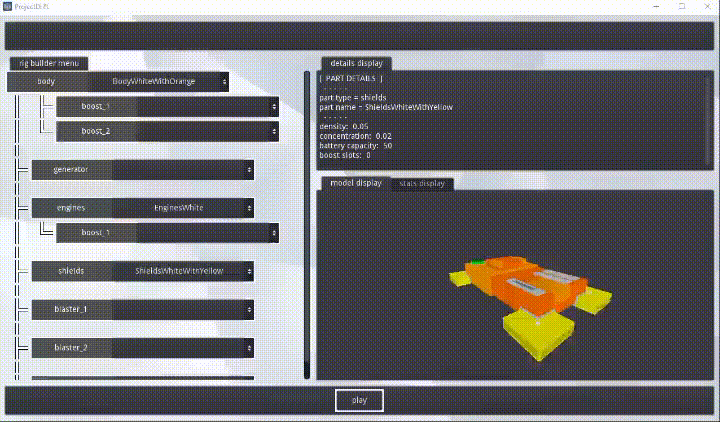 ProjectDriFt
rig builder menu
body BodyWhiteWithOrange
boost_1
boost_2
generator
engines EnginesWhite
boost_1
shields ShieldsWhiteWithYellow
blaster_1
blaster_2
details display
[ PART DETAILS ]
- - - - -
part type = shields
part name = ShieldsWhiteWithYellow
- - - - -
density: 0.05
concentration: 0.02
battery capacity: 50
boost slots: 0
model display stats display
play